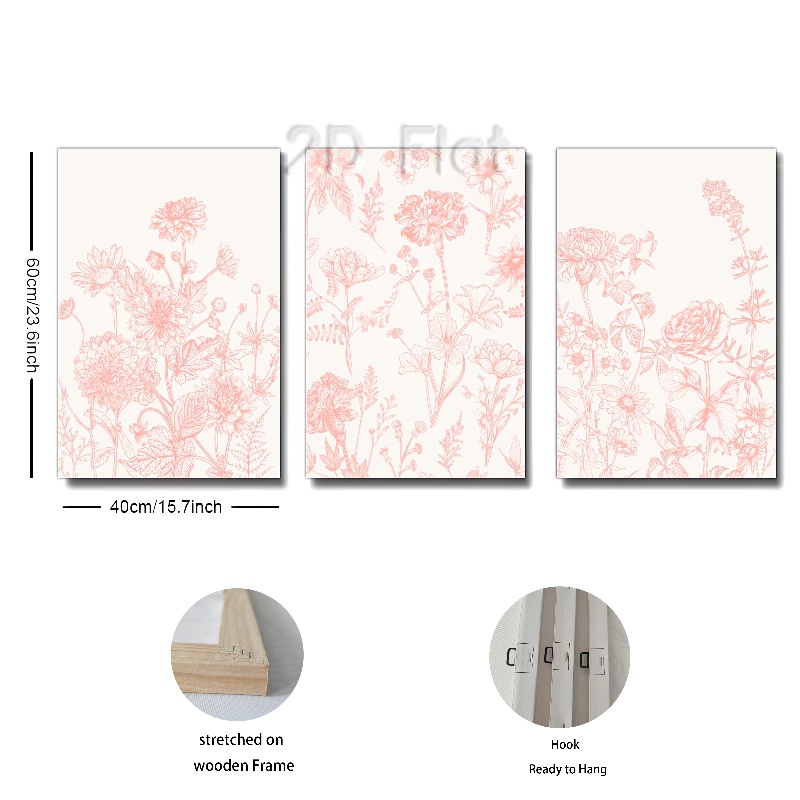 2D Flat
60cm/23.6inch
40cm/15.7inch
stretched on
wooden Frame
Hook
Ready to Hang